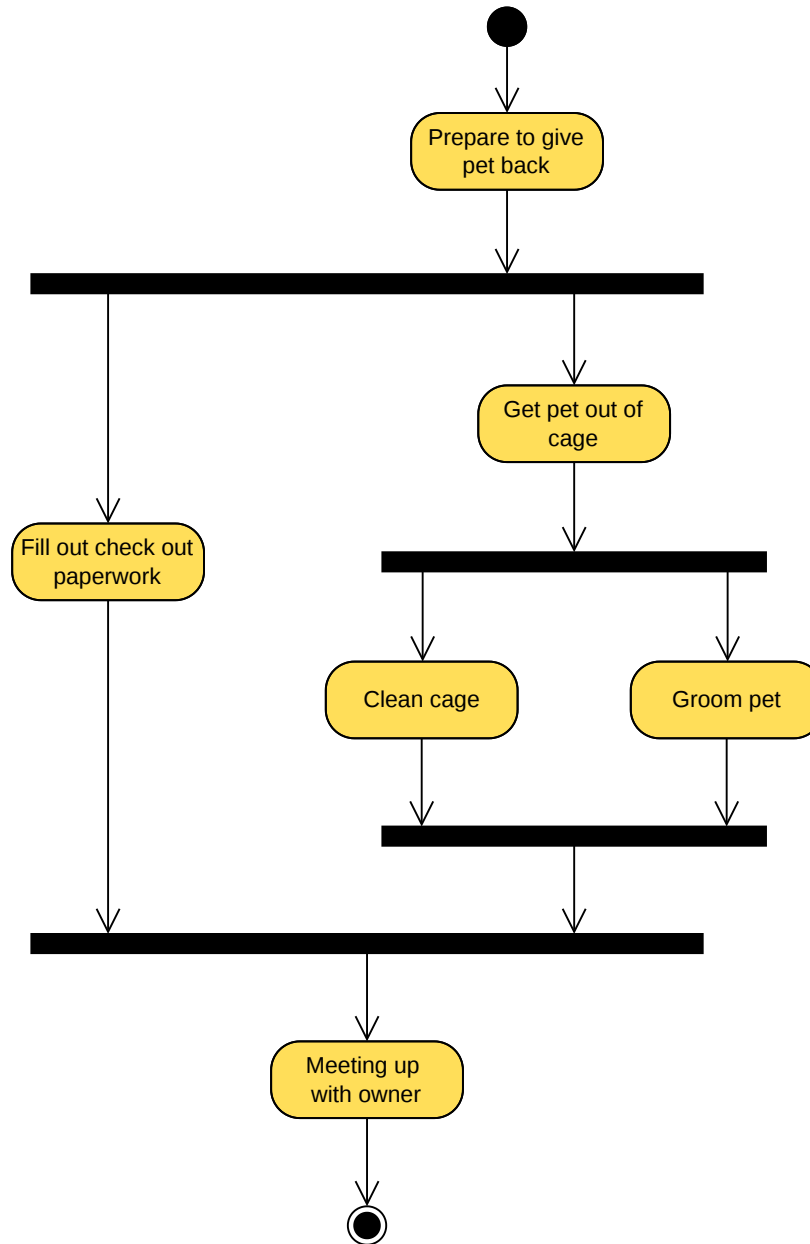 Prepare to give
pet back
Get pet out of
cage
Fill out check out
paperwork
Clean cage
Groom pet
Meeting up
with owner